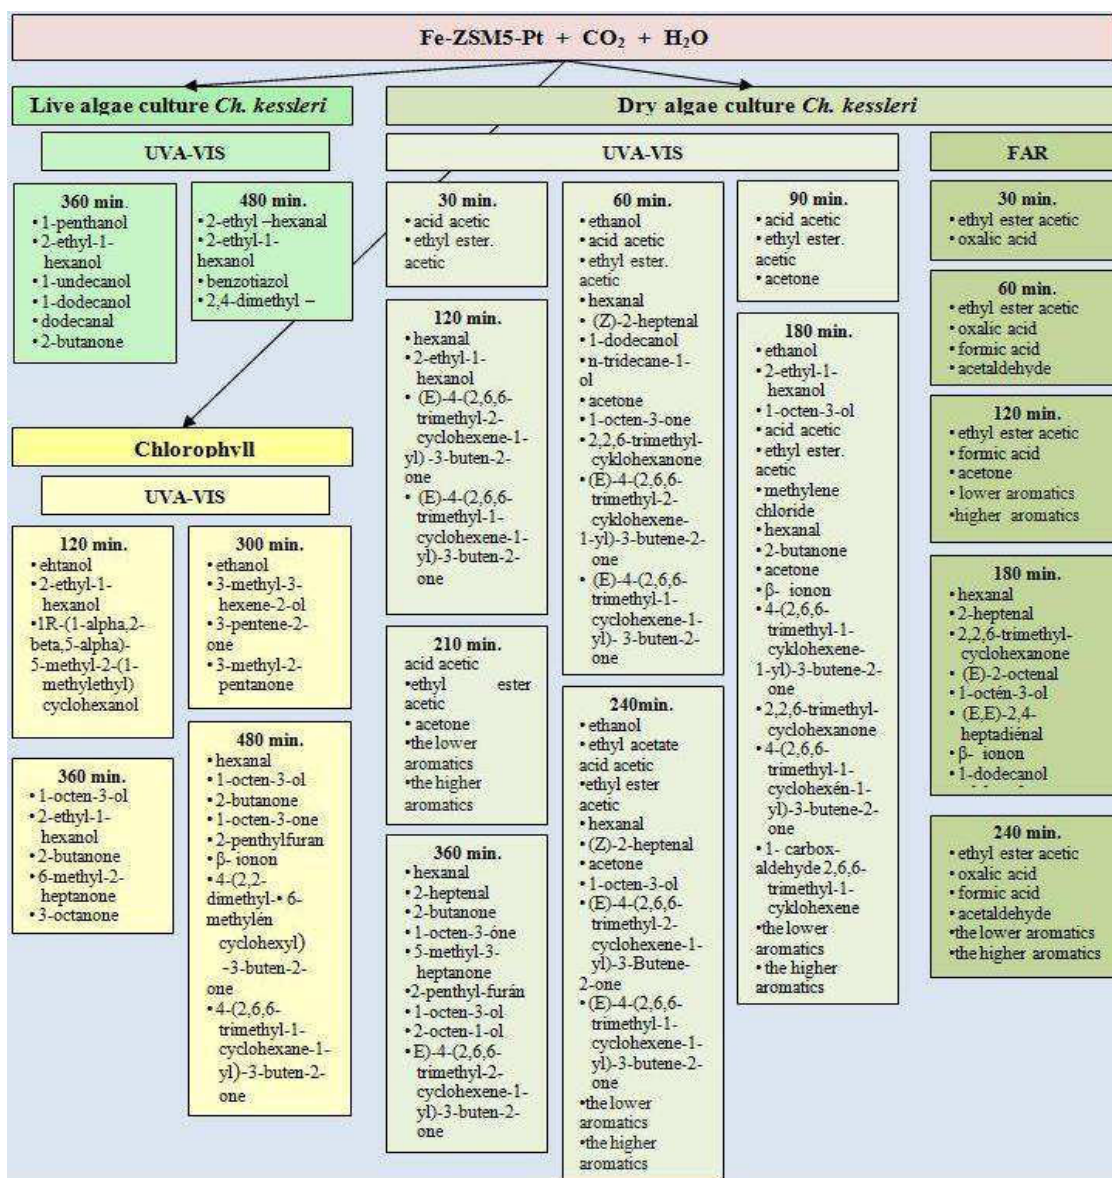 Fe-ZSM5-Pt + CO₂ + H₂O
Live algae culture Ch. kessleri
UVA-VIS
360 min.
•1-penthanol
•2-ethyl-1-
hexanol
•1-undecanol
•1-dodecanol
•dodecanal
•2-butanone
480 min.
•2-ethyl –hexanal
•2-ethyl-1-
hexanol
•benzotiazol
•2,4-dimethyl –
Chlorophyll
UVA-VIS
120 min.
•ehtanol
•2-ethyl-1-
hexanol
•1R-(1-alpha,2-
beta,5-alpha)-
5-methyl-2-(1-
methylethyl)
cyclohexanol
300 min.
•ethanol
•3-methyl-3-
hexene-2-ol
•3-pentene-2-
one
•3-methyl-2-
pentanone
360 min.
•1-octen-3-ol
•2-ethyl-1-
hexanol
•2-butanone
•6-methyl-2-
heptanone
•3-octanone
480 min.
•hexanal
•1-octen-3-ol
•2-butanone
•1-octen-3-one
•2-penthylfuran
•β- ionon
•4-(2,2-
dimethyl-• 6-
methylén
cyclohexyl)
-3-buten-2-
one
•4-(2,6,6-
trimethyl-1-
cyclohexane-1-
yl)-3-buten-2-
one
Dry algae culture Ch. kessleri
UVA-VIS
30 min.
•acid acetic
•ethyl ester.
acetic
120 min.
•hexanal
•2-ethyl-1-
hexanol
• (E)-4-(2,6,6-
trimethyl-2-
cyclohexene-1-
yl) -3-buten-2-
one
• (E)-4-(2,6,6-
trimethyl-1-
cyclohexene-1-
yl)-3-buten-2-
one
210 min.
acid acetic
•ethyl ester
acetic
• acetone
•the lower
aromatics
•the higher
aromatics
360 min.
•hexanal
•2-heptenal
•2-butanone
•1-octen-3-óne
•5-methyl-3-
heptanone
•2-penthyl-furán
•1-octen-3-ol
•2-octen-1-ol
•E)-4-(2,6,6-
trimethyl-2-
cyclohexene-1-
yl)-3-buten-2-
one
60 min.
•ethanol
•acid acetic
•ethyl ester.
acetic
•hexanal
• (Z)-2-heptenal
•1-dodecanol
•n-tridecane-1-
ol
•acetone
•1-octen-3-one
•2,2,6-trimethyl-
cyklohexanone
•(E)-4-(2,6,6-
trimethyl-2-
cyklohexene-
1-yl)-3-butene-2-
one
• (E)-4-(2,6,6-
trimethyl-1-
cyclohexene-1-
yl)- 3-buten-2-
one
240min.
•ethanol
•ethyl acetate
acid acetic
•ethyl ester
acetic
•hexanal
•(Z)-2-heptenal
•acetone
•1-octen-3-ol
•(E)-4-(2,6,6-
trimethyl-2-
cyclohexene-1-
yl)-3-Butene-
2-one
•(E)-4-(2,6,6-
trimethyl-1-
cyclohexene-1-
yl)-3-butene-2-
one
•the lower
aromatics
•the higher
aromatics
90 min.
•acid acetic
•ethyl ester.
acetic
•acetone
180 min.
•ethanol
•2-ethyl-1-
hexanol
•1-octen-3-ol
•acid acetic
•ethyl ester.
acetic
•methylene
chloride
•hexanal
•2-butanone
•acetone
•β- ionon
•4-(2,6,6-
trimethyl-1-
cyklohexene-
1-yl)-3-butene-2-
one
•2,2,6-trimethyl-
cyclohexanone
•4-(2,6,6-
trimethyl-1-
cyclohexén-1-
yl)-3-butene-2-
one
•1- carbox-
aldehyde 2,6,6-
trimethyl-1-
cyklohexene
•the lower
aromatics
• the higher
aromatics
FAR
30 min.
•ethyl ester acetic
•oxalic acid
60 min.
•ethyl ester acetic
•oxalic acid
•formic acid
•acetaldehyde
120 min.
•ethyl ester acetic
•formic acid
•acetone
• lower aromatics
•higher aromatics
180 min.
•hexanal
•2-heptenal
•2,2,6-trimethyl-
cyclohexanone
• (E)-2-octenal
•1-octén-3-ol
• (E,E)-2,4-
heptadiénal
•β- ionon
•1-dodecanol
240 min.
•ethyl ester acetic
•oxalic acid
•formic acid
•acetaldehyde
•the lower aromatics
•the higher aromatics